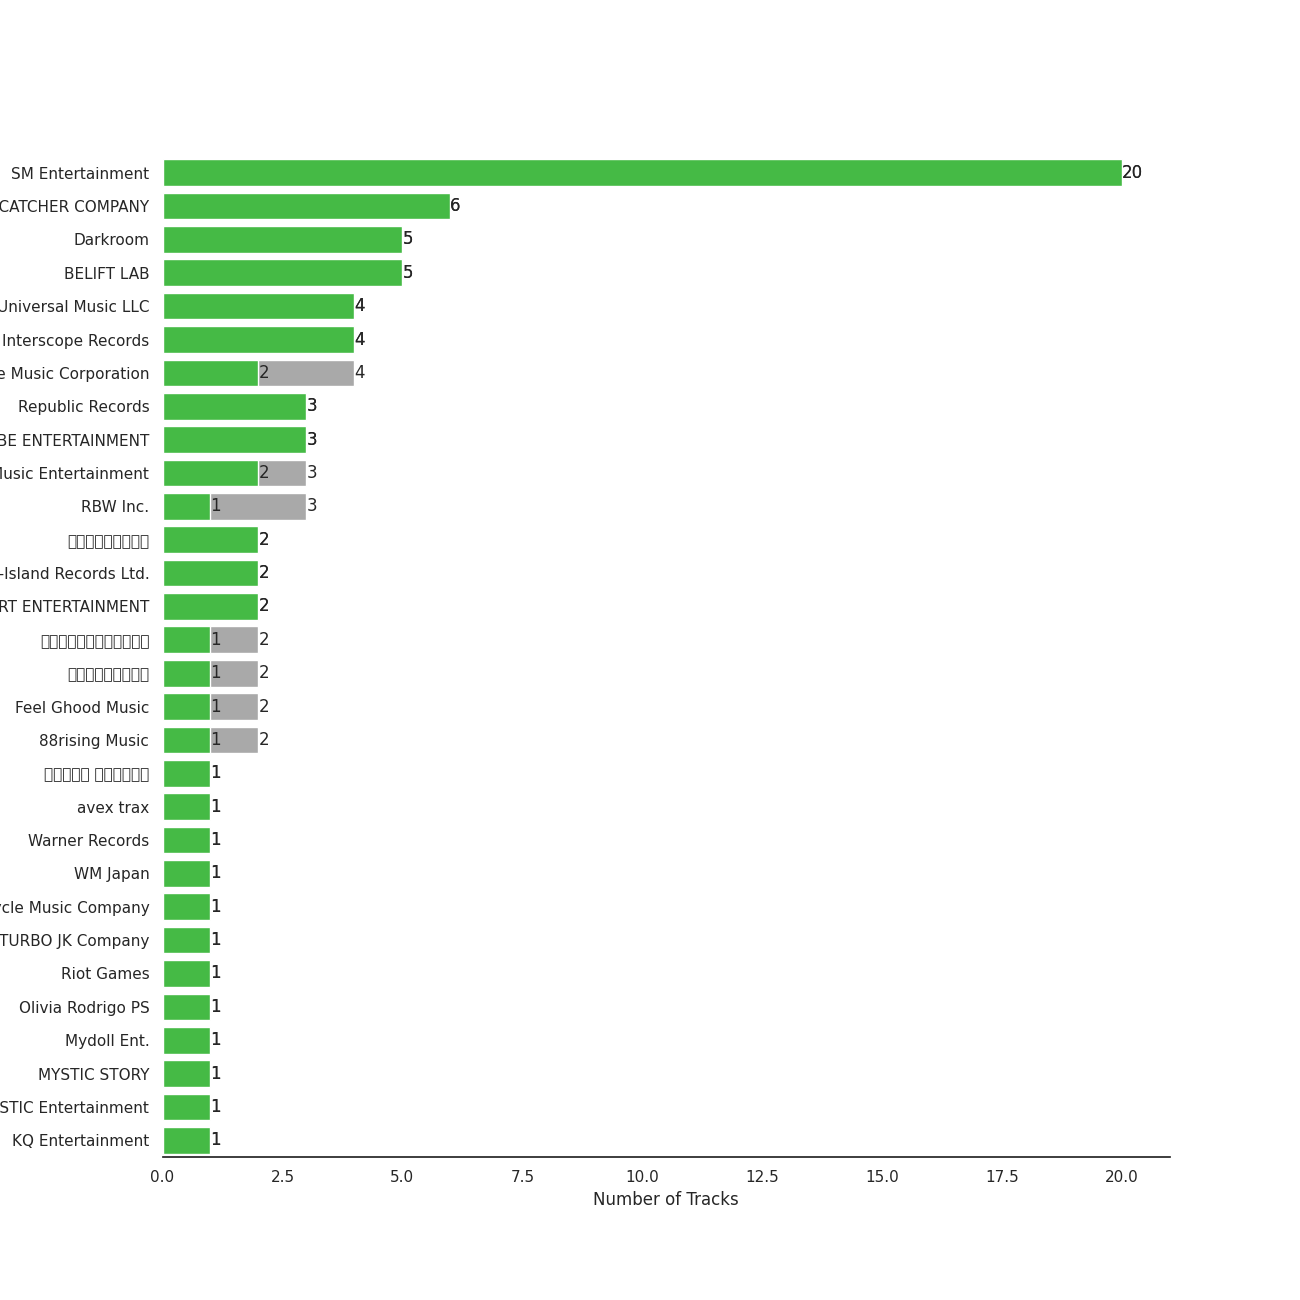 SM Entertainment 20
CATCHER COMPANY 6
Darkroom 5
BELIFT LAB 5
Universal Music LLC 4
Interscope Records 4
Music Corporation 2 4
Republic Records 3
ENTERTAINMENT 3
Music Entertainment 2 3
RBW Inc. 1 3
2
-Island Records Ltd. 2
ENTERTAINMENT 2
1 2
1 2
Feel Ghood Music 1 2
88rising Music 1 2
1
avex trax 1
Warner Records 1
WM Japan 1
Music Company 1
TURBO JK Company 1
Riot Games 1
Olivia Rodrigo PS 1
Mydoll Ent. 1
MYSTIC STORY 1
STIC Entertainment 1
KQ Entertainment 1
0.0 2.5 5.0 7.5 10.0 12.5 15.0 17.5 20.0
Number of Tracks